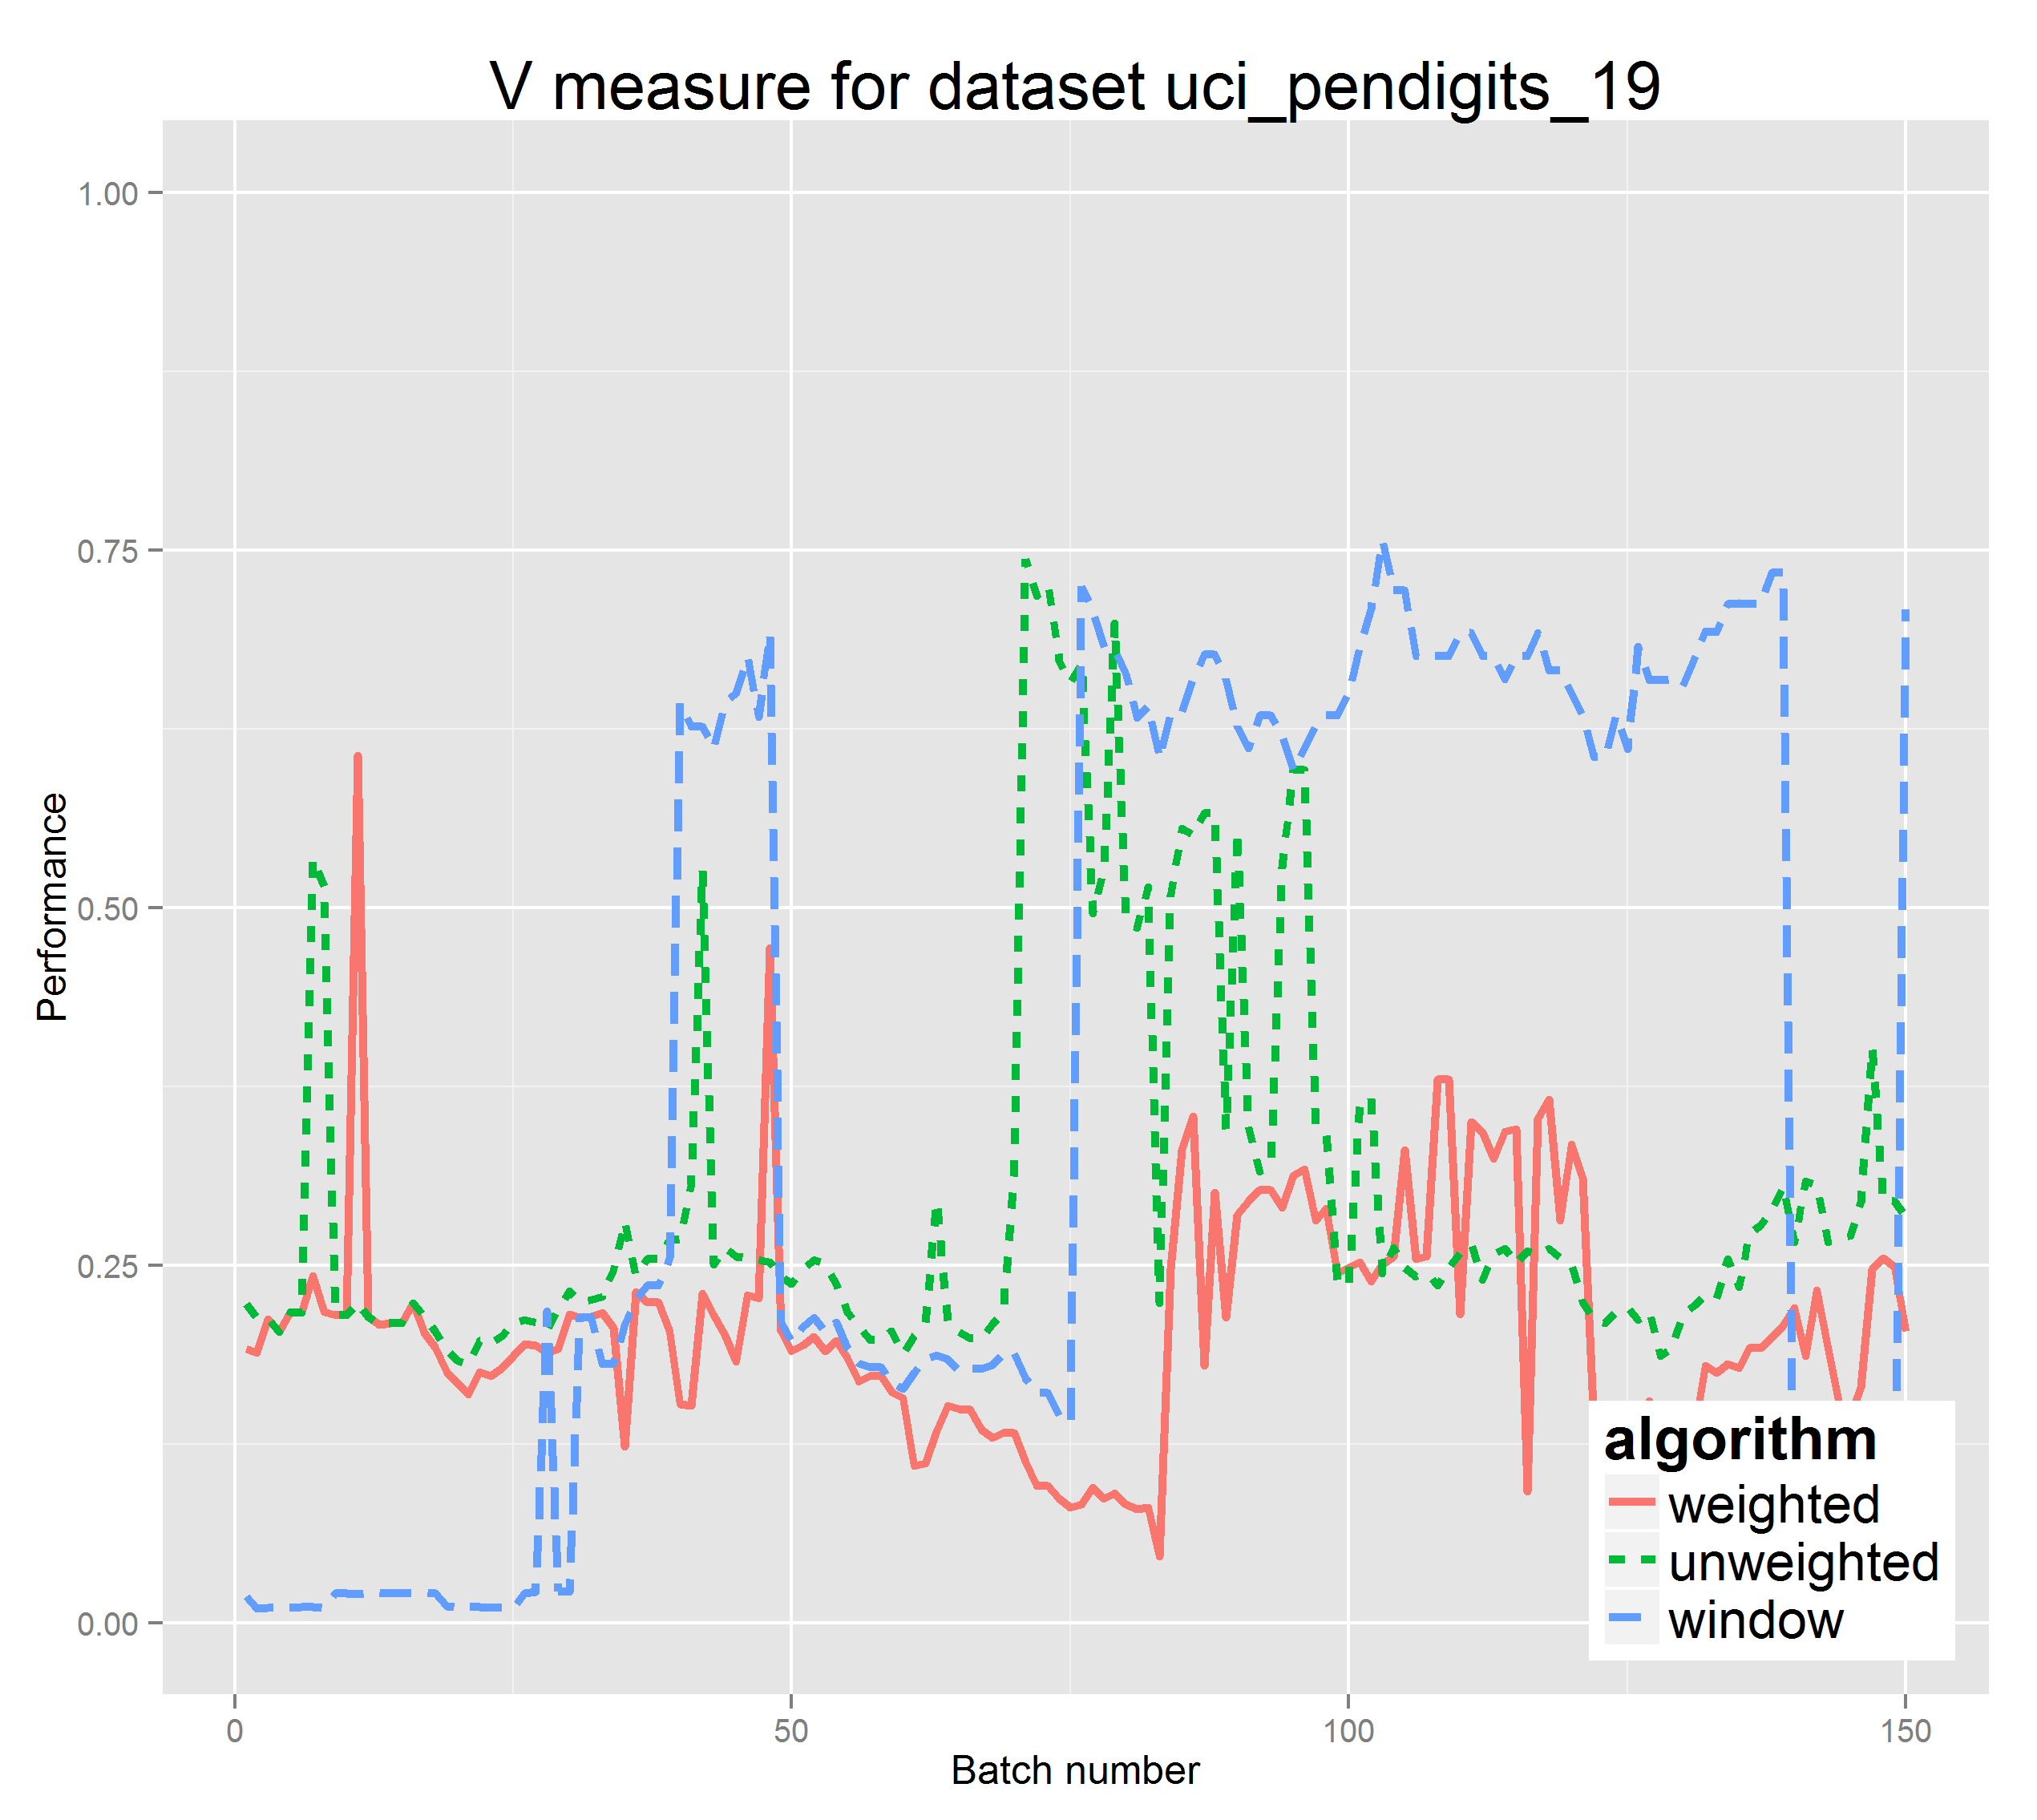 V measure for dataset uci_pendigits_19
Performance
1.00
0.75
0.50
0.25
0.00
algorithm
weighted
unweighted
window
0 50 100 150
Batch number